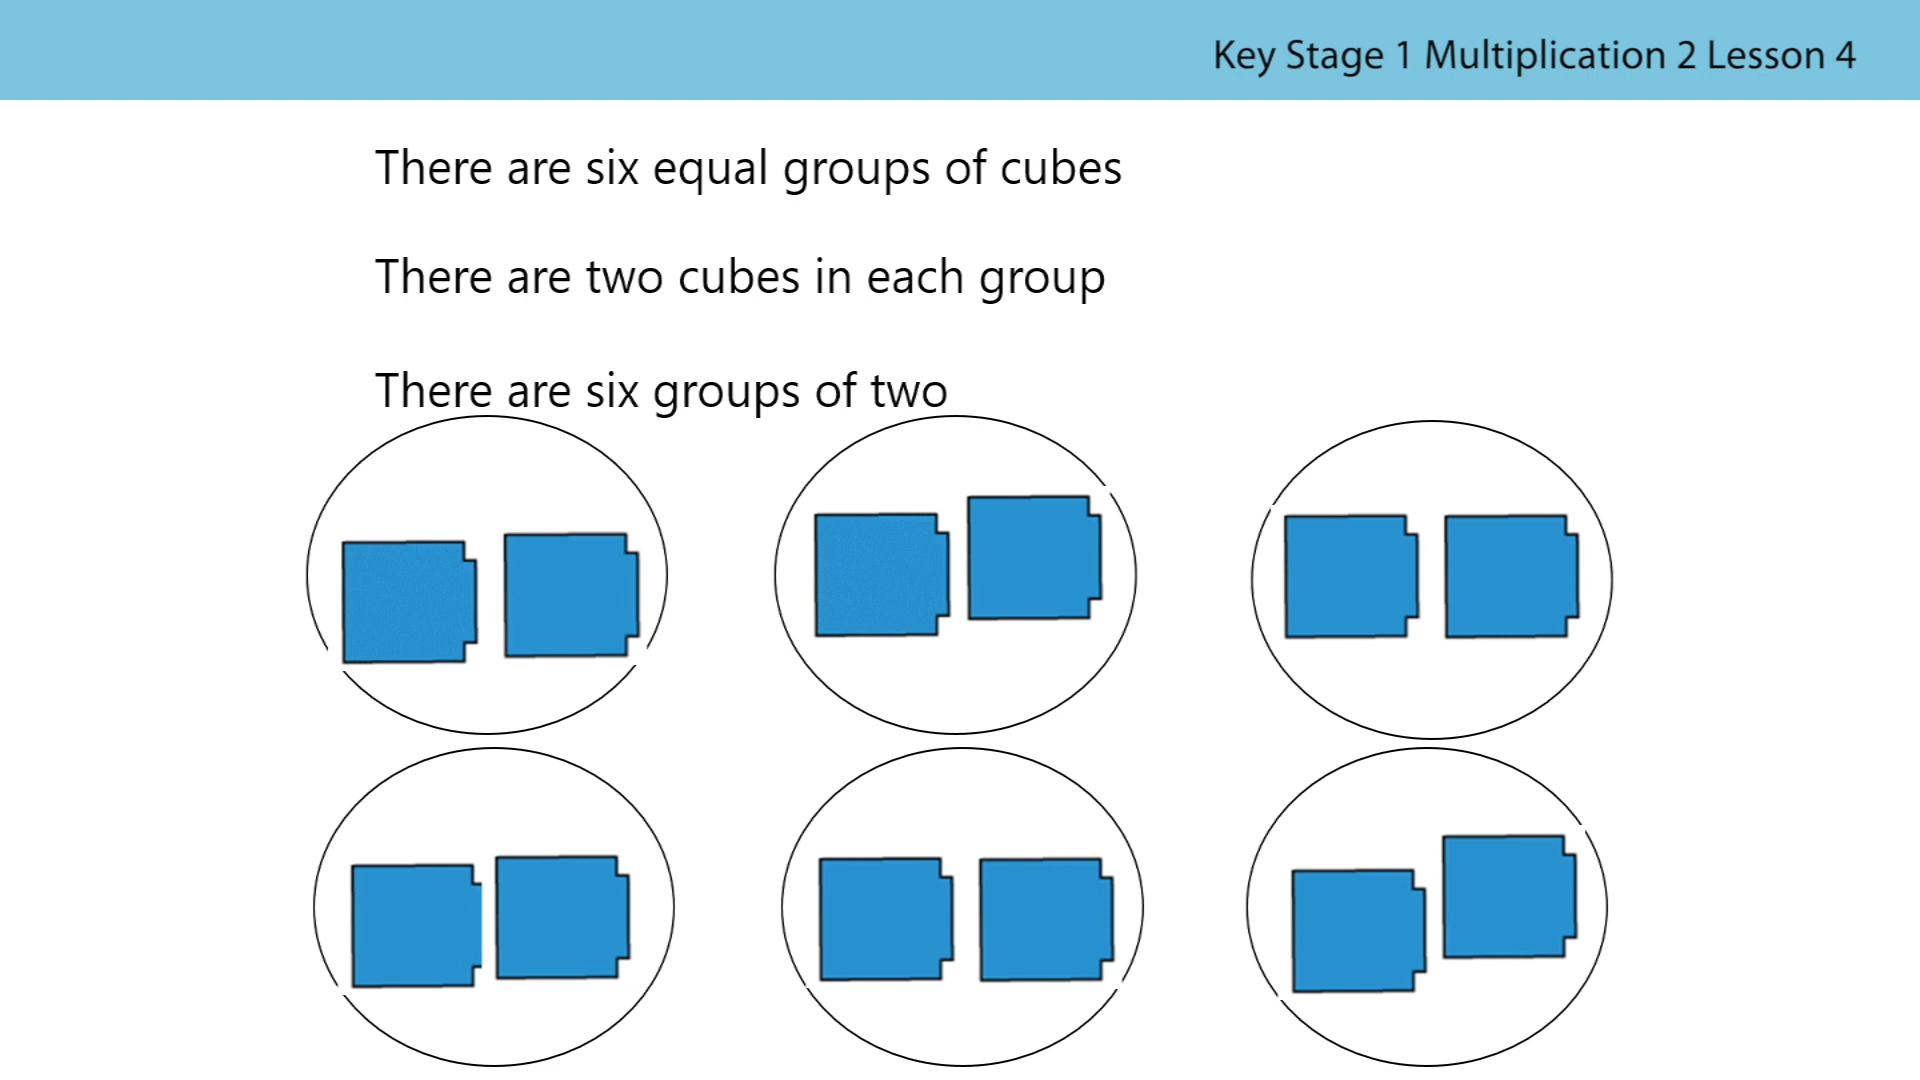 Key Stage 1 Multiplication 2 Lesson 4
There are six equal groups of cubes
There are two cubes in each group
There are six groups of two